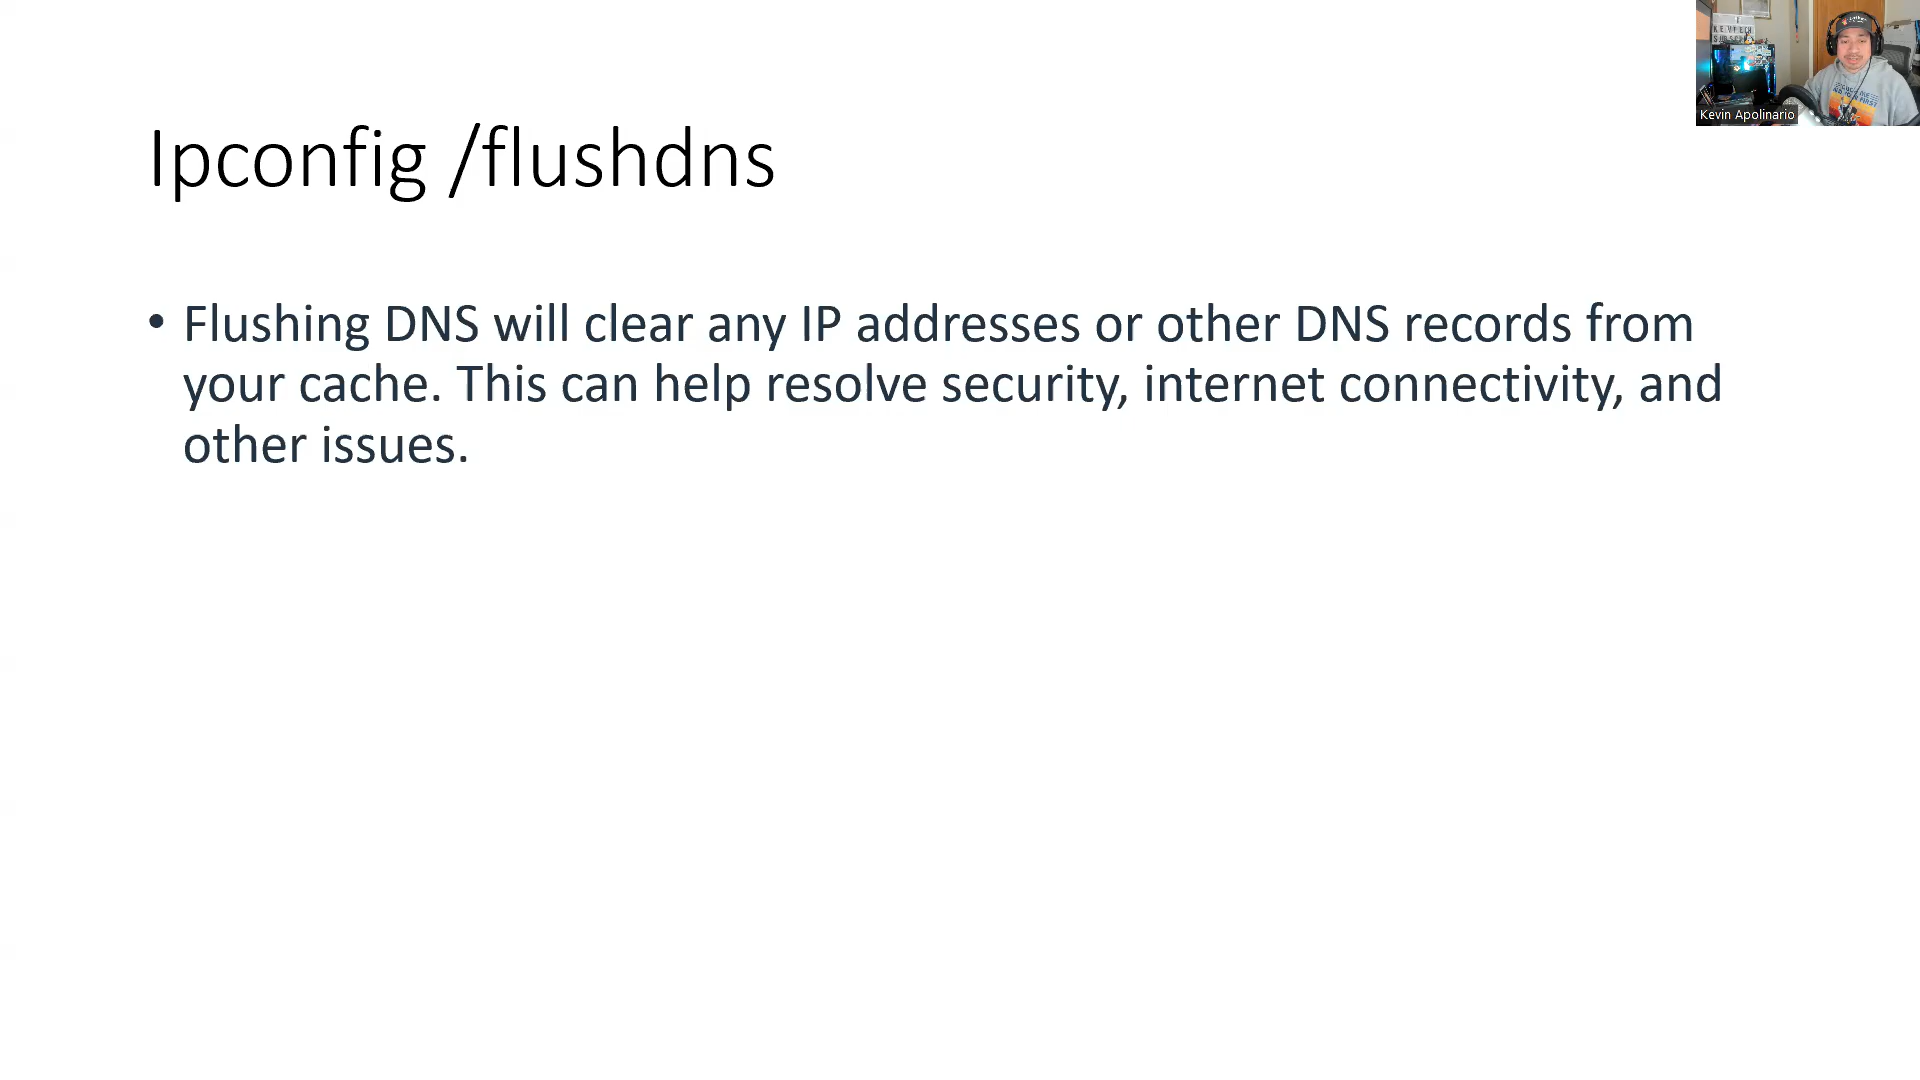 Ipconfig /flushdns
• Flushing DNS will clear any IP addresses or other DNS records from
your cache. This can help resolve security, internet connectivity, and
other issues.
Kevin Apolinario